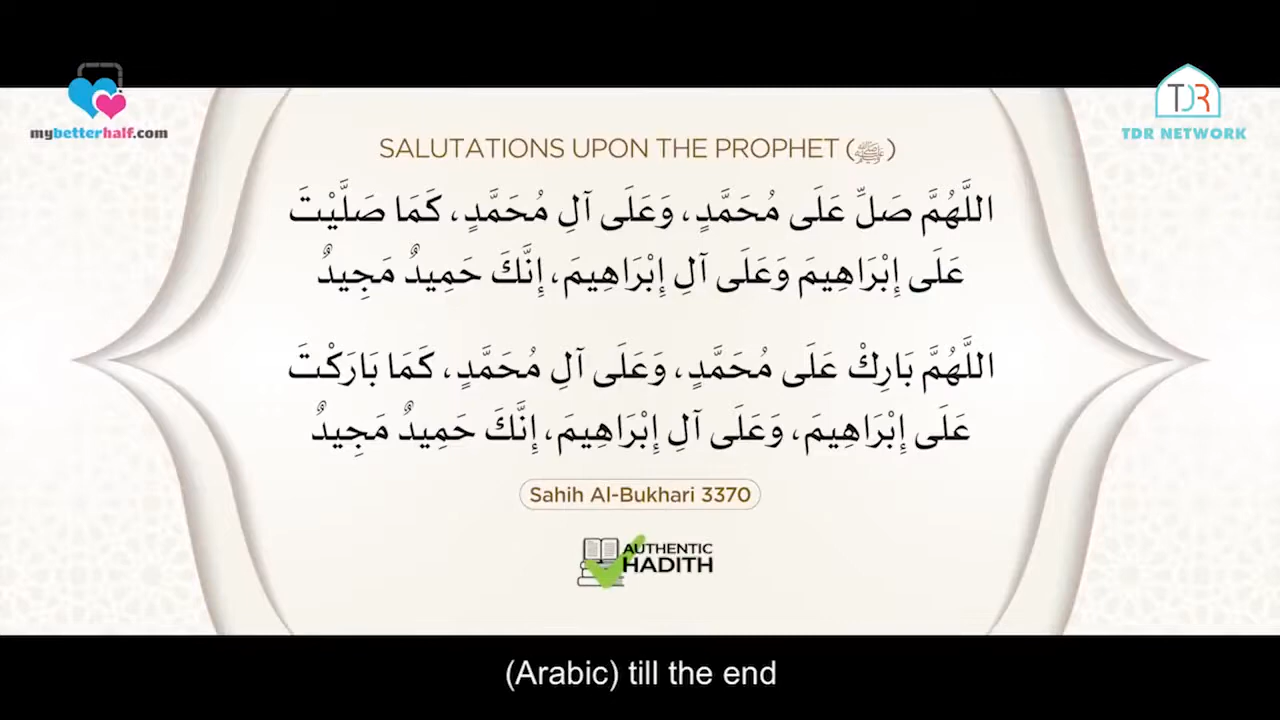 mybetterhalf.com
TDR
TDR NETWORK
SALUTATIONS UPON THE PROPHET (ﷺ)
اللَّهُمَّ صَلِّ عَلَى مُحَمَّدٍ، وَعَلَى آلِ مُحَمَّدٍ، كَمَا صَلَّيْتَ
عَلَى إِبْرَاهِيمَ وَعَلَى آلِ إِبْرَاهِيمَ، إِنَّكَ حَمِيدٌ مَجِيدٌ
اللَّهُمَّ بَارِكْ عَلَى مُحَمَّدٍ، وَعَلَى آلِ مُحَمَّدٍ، كَمَا بَارَكْتَ
عَلَى إِبْرَاهِيمَ، وَعَلَى آلِ إِبْرَاهِيمَ، إِنَّكَ حَمِيدٌ مَجِيدٌ
Sahih Al-Bukhari 3370
AUTHENTIC
HADITH
(Arabic) till the end